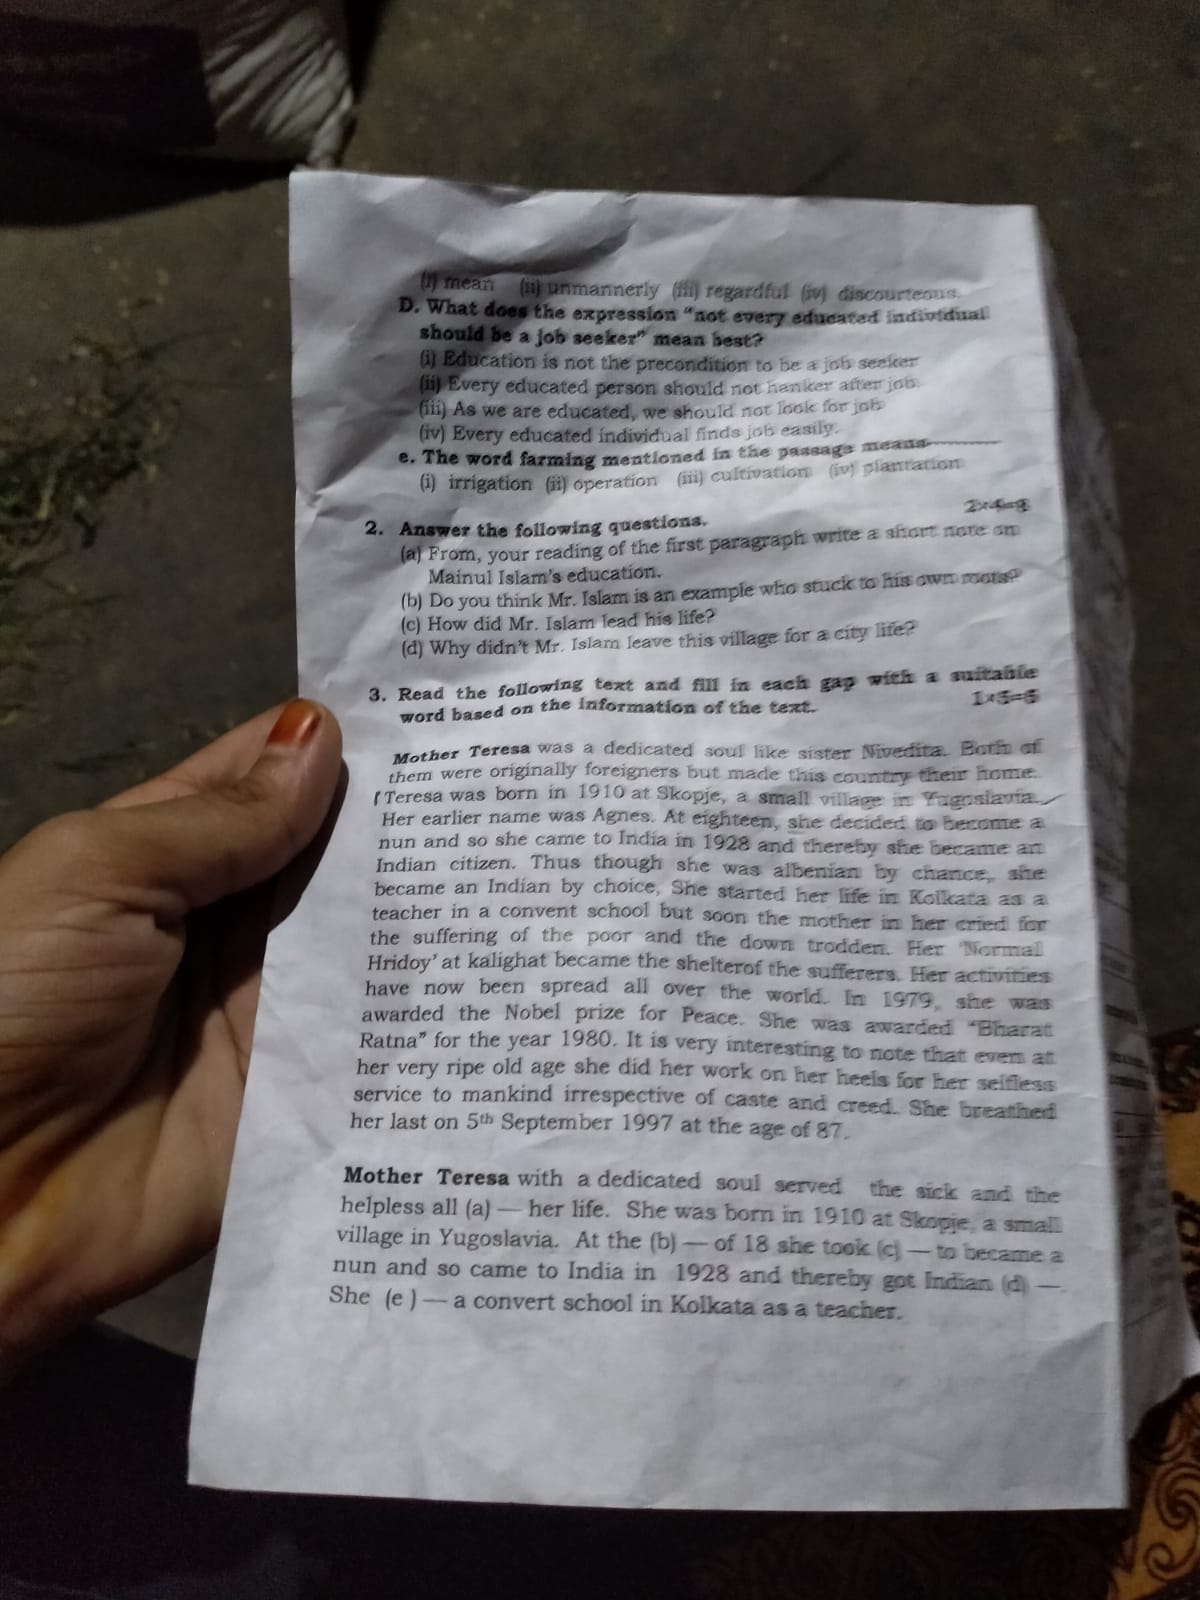 (i) mean (ii) unmannerly (iii) regardful (iv) discourteous.
D. What does the expression "not every educated individual
should be a job seeker" mean best?
(i) Education is not the precondition to be a job seeker
(ii) Every educated person should not hanker after job.
(iii) As we are educated, we should not look for job
(iv) Every educated individual finds job easily.
e. The word farming mentioned in the passage means-----------
(i) irrigation (ii) operation (iii) cultivation (iv) plantation
2. Answer the following questions. 2×4=8
(a) From, your reading of the first paragraph write a short note on
Mainul Islam's education.
(b) Do you think Mr. Islam is an example who stuck to his own roots?
(c) How did Mr. Islam lead his life?
(d) Why didn't Mr. Islam leave this village for a city life?
3. Read the following text and fill in each gap with a suitable
word based on the information of the text. 1×5=5
Mother Teresa was a dedicated soul like sister Nivedita. Both of
them were originally foreigners but made this country their home.
Teresa was born in 1910 at Skopje, a small village in Yugoslavia.
Her earlier name was Agnes. At eighteen, she decided to become a
nun and so she came to India in 1928 and thereby she became an
Indian citizen. Thus though she was albenian by chance, she
became an Indian by choice, She started her life in Kolkata as a
teacher in a convent school but soon the mother in her cried for
the suffering of the poor and the down trodden. Her 'Normal
Hridoy' at kalighat became the shelterof the sufferers. Her activities
have now been spread all over the world. In 1979, she was
awarded the Nobel prize for Peace. She was awarded "Bharat
Ratna" for the year 1980. It is very interesting to note that even at
her very ripe old age she did her work on her heels for her selfless
service to mankind irrespective of caste and creed. She breathed
her last on 5th September 1997 at the age of 87.
Mother Teresa with a dedicated soul served the sick and the
helpless all (a) — her life. She was born in 1910 at Skopje, a small
village in Yugoslavia. At the (b) — of 18 she took (c) — to became a
nun and so came to India in 1928 and thereby got Indian (d) —.
She (e ) — a convert school in Kolkata as a teacher.